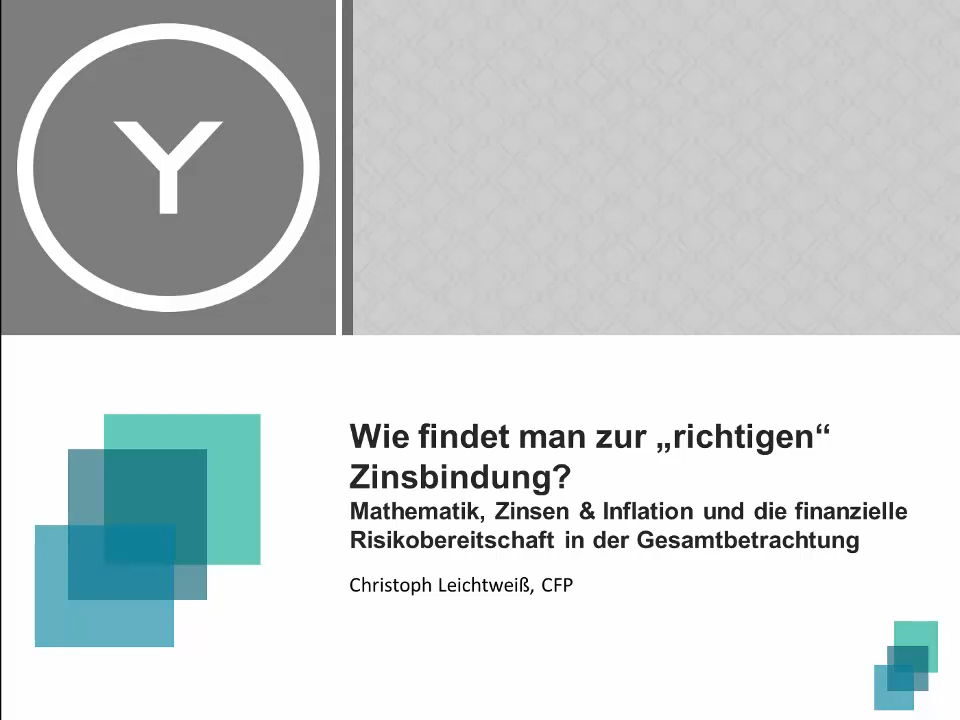 Y
Wie findet man zur „richtigen“
Zinsbindung?
Mathematik, Zinsen & Inflation und die finanzielle
Risikobereitschaft in der Gesamtbetrachtung
Christoph Leichtweiß, CFP